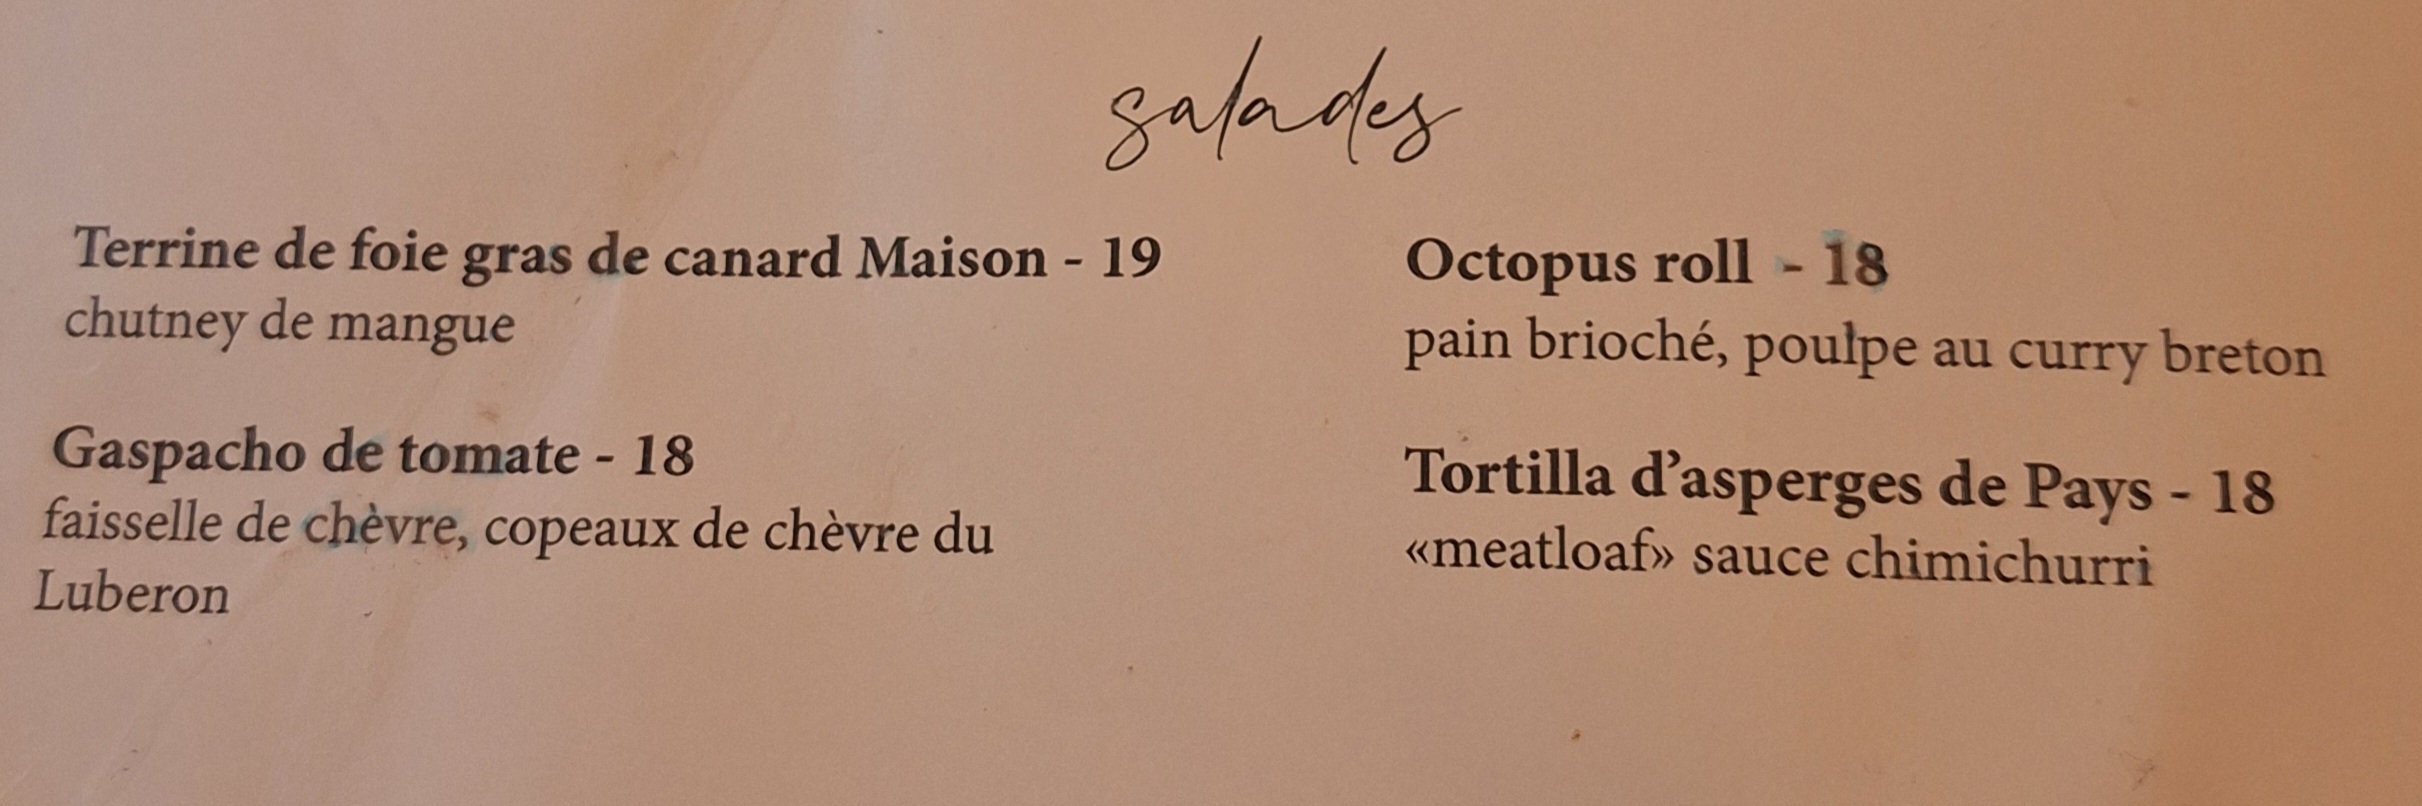 salades
Terrine de foie gras de canard Maison - 19
chutney de mangue
Gaspacho de tomate - 18
faisselle de chèvre, copeaux de chèvre du
Luberon
Octopus roll - 18
pain brioché, poulpe au curry breton
Tortilla d’asperges de Pays - 18
«meatloaf» sauce chimichurri